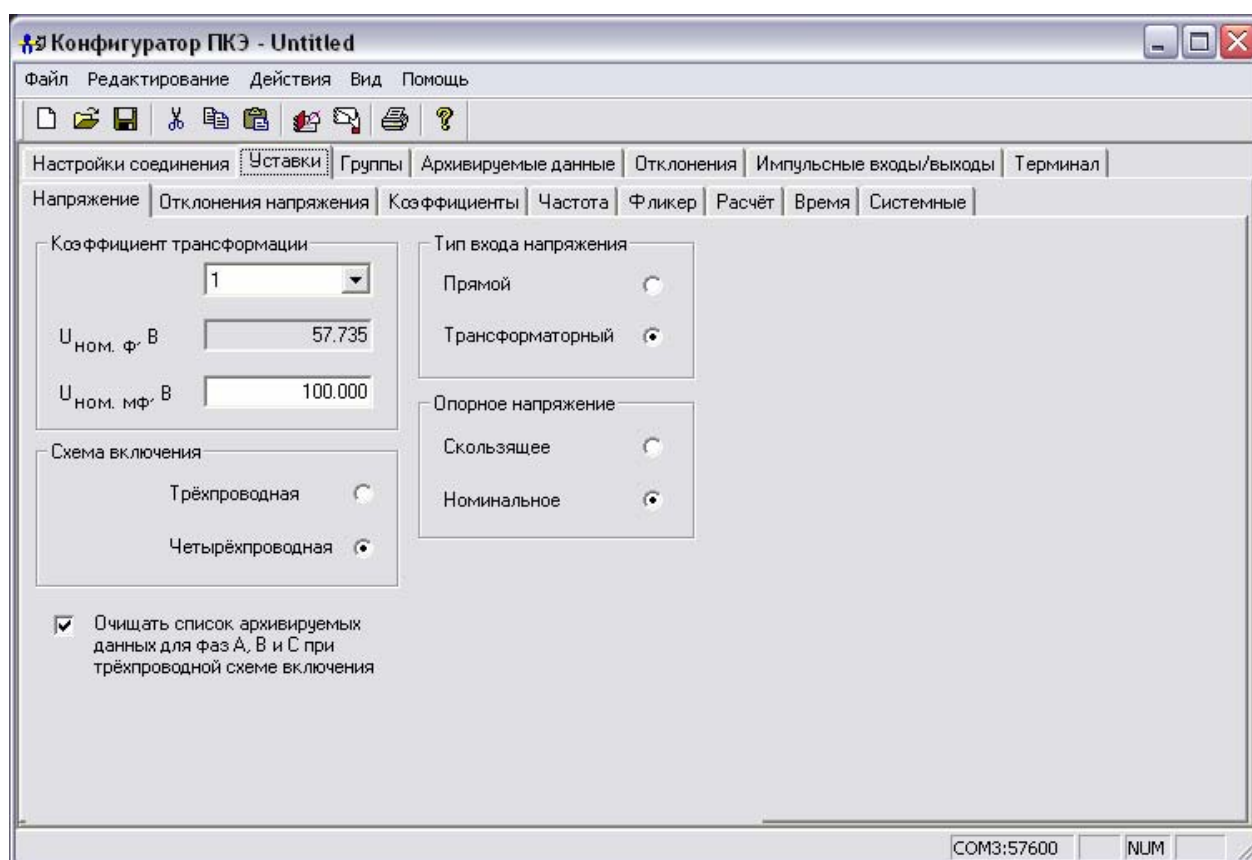 Конфигуратор ПКЭ - Untitled
Файл Редактирование Действия Вид Помощь
Настройки соединения Уставки Группы Архивируемые данные Отклонения Импульсные входы/выходы Терминал
Напряжение Отклонения напряжения Коэффициенты Частота Фликер Расчёт Время Системные
Коэффициент трансформации
1
Uном. ф, В 57.735
Uном. мф, В 100.000
Схема включения
Трёхпроводная
Четырёхпроводная
Очищать список архивируемых
данных для фаз А, В и С при
трёхпроводной схеме включения
Тип входа напряжения
Прямой
Трансформаторный
Опорное напряжение
Скользящее
Номинальное
COM3:57600 NUM